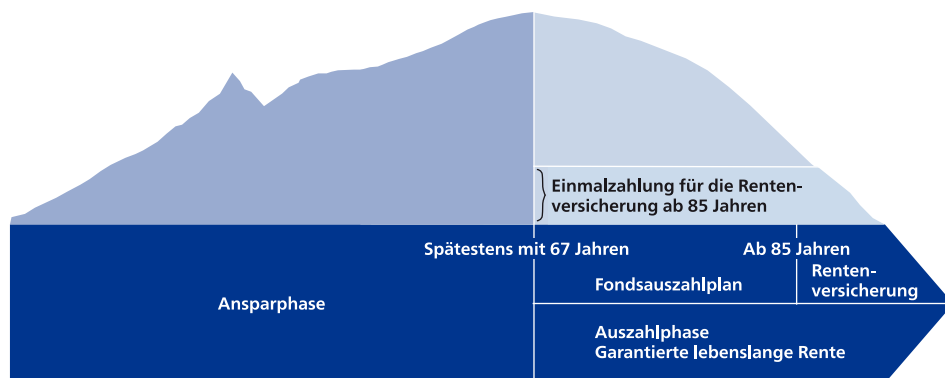 Einmalzahlung für die Renten-
versicherung ab 85 Jahren
Spätestens mit 67 Jahren
Ab 85 Jahren
Ansparphase
Fondsauszahlplan
Renten-
versicherung
Auszahlphase
Garantierte lebenslange Rente